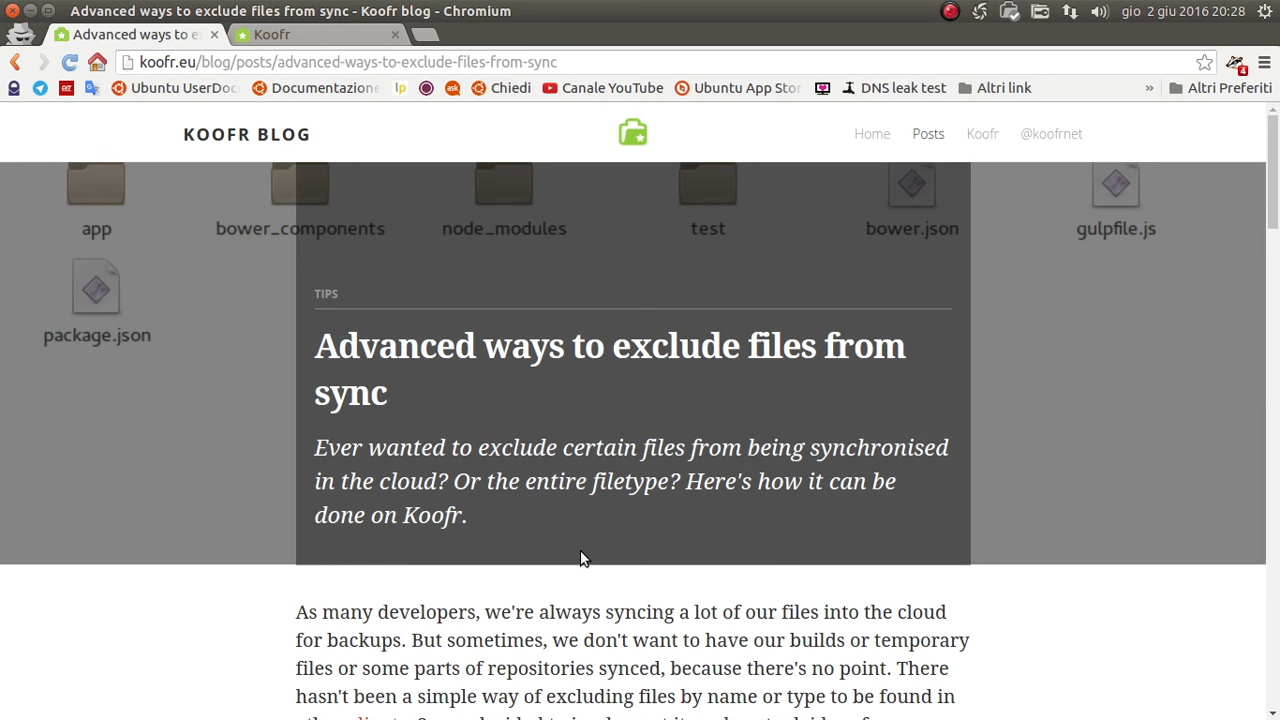 Advanced ways to exclude files from sync - Koofr blog - Chromium
gio 2 giu 2016 20:28
Advanced ways to e
Koofr
koofr.eu/blog/posts/advanced-ways-to-exclude-files-from-sync
4
Ubuntu UserDoc
Documentazione
lp
ask
Chiedi
Canale YouTube
Ubuntu App Stor
DNS leak test
Altri link
»
Altri Preferiti
KOOFR BLOG
Home
Posts
Koofr
@koofrnet
app
bower_components
node_modules
test
bower.json
gulpfile.js
package.json
TIPS
Advanced ways to exclude files from
sync
Ever wanted to exclude certain files from being synchronised
in the cloud? Or the entire filetype? Here's how it can be
done on Koofr.
As many developers, we're always syncing a lot of our files into the cloud
for backups. But sometimes, we don't want to have our builds or temporary
files or some parts of repositories synced, because there's no point. There
hasn't been a simple way of excluding files by name or type to be found in